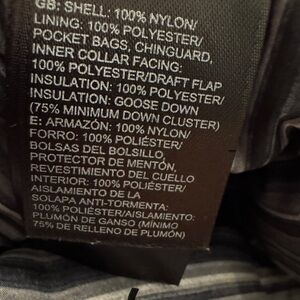 GB: SHELL: 100% NYLON/
LINING: 100% POLYESTER/
POCKET BAGS, CHINGUARD,
INNER COLLAR FACING:
100% POLYESTER/DRAFT FLAP
INSULATION: 100% POLYESTER/
INSULATION: GOOSE DOWN
(75% MINIMUM DOWN CLUSTER)
E: ARMAZÓN: 100% NYLON/
FORRO: 100% POLIÉSTER/
BOLSAS DEL BOLSILLO,
PROTECTOR DE MENTÓN,
REVESTIMIENTO DEL CUELLO
INTERIOR: 100% POLIÉSTER/
AISLAMIENTO DE LA
SOLAPA ANTI-TORMENTA:
100% POLIÉSTER/AISLAMIENTO:
PLUMÓN DE GANSO (MÍNIMO
75% DE RELLENO DE PLUMÓN)